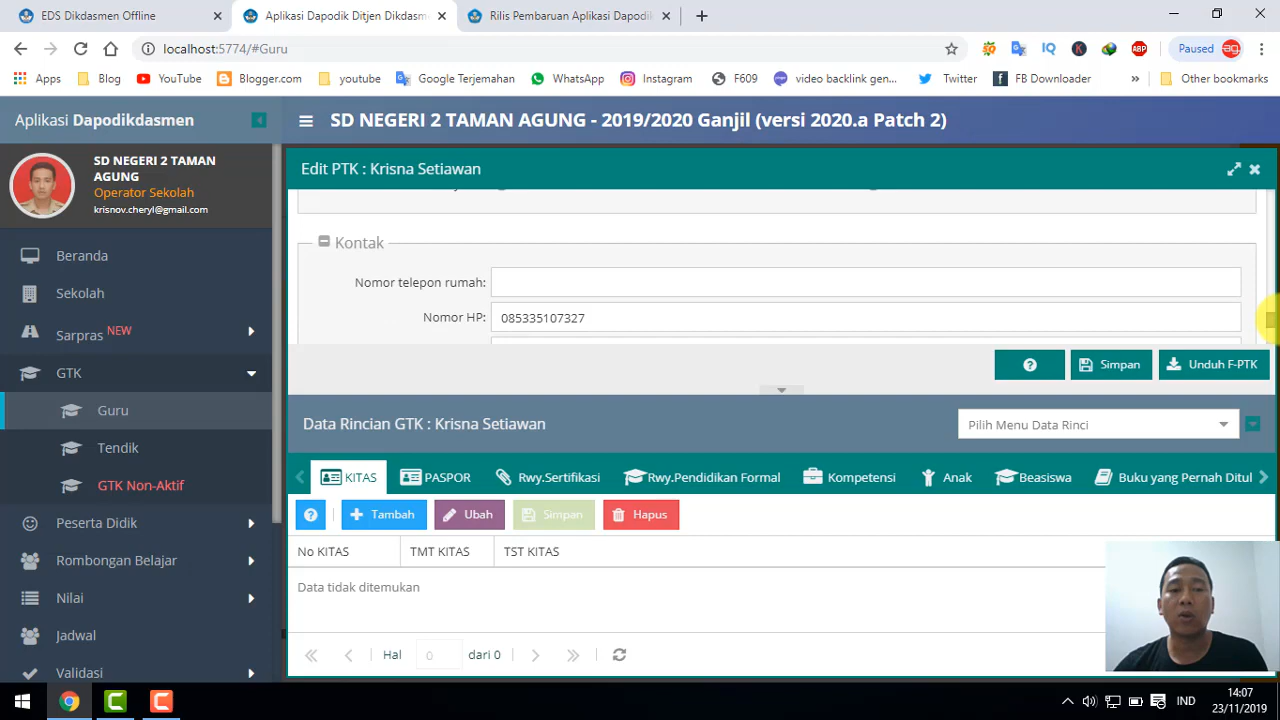 EDS Dikdasmen Offline
Aplikasi Dapodik Ditjen Dikdasm
Rilis Pembaruan Aplikasi Dapodik
localhost:5774/#Guru
IQ
K
ABP
Paused
Apps Blog YouTube Blogger.com youtube Google Terjemahan WhatsApp Instagram F609 video backlink gen... Twitter FB Downloader » Other bookmarks
Aplikasi Dapodikdasmen
SD NEGERI 2 TAMAN AGUNG - 2019/2020 Ganjil (versi 2020.a Patch 2)
SD NEGERI 2 TAMAN
AGUNG
Operator Sekolah
krisnov.cheryl@gmail.com
Beranda
Sekolah
Sarpras NEW
GTK
Guru
Tendik
GTK Non-Aktif
Peserta Didik
Rombongan Belajar
Nilai
Jadwal
Validasi
Edit PTK : Krisna Setiawan
Kontak
Nomor telepon rumah:
Nomor HP: 085335107327
Simpan Unduh F-PTK
Data Rincian GTK : Krisna Setiawan
Pilih Menu Data Rinci
KITAS PASPOR Rwy.Sertifikasi Rwy.Pendidikan Formal Kompetensi Anak Beasiswa Buku yang Pernah Ditul
Tambah Ubah Simpan Hapus
No KITAS TMT KITAS TST KITAS
Data tidak ditemukan
Hal 0 dari 0
IND
14:07
23/11/2019